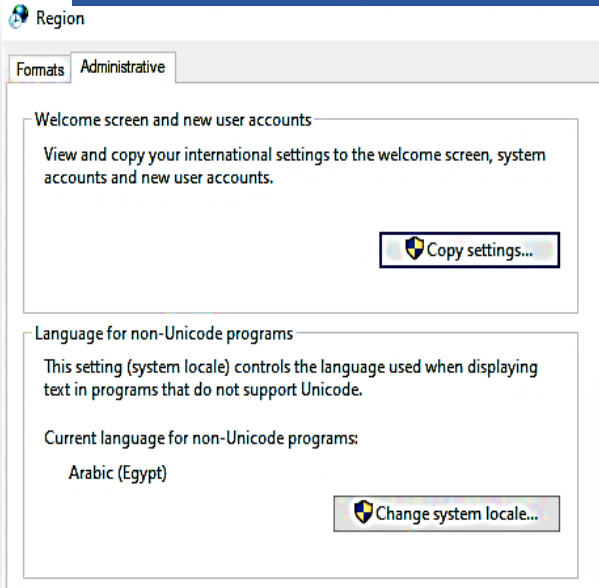 Region
Formats
Administrative
Welcome screen and new user accounts
View and copy your international settings to the welcome screen, system
accounts and new user accounts.
Copy settings...
Language for non-Unicode programs
This setting (system locale) controls the language used when displaying
text in programs that do not support Unicode.
Current language for non-Unicode programs:
Arabic (Egypt)
Change system locale...